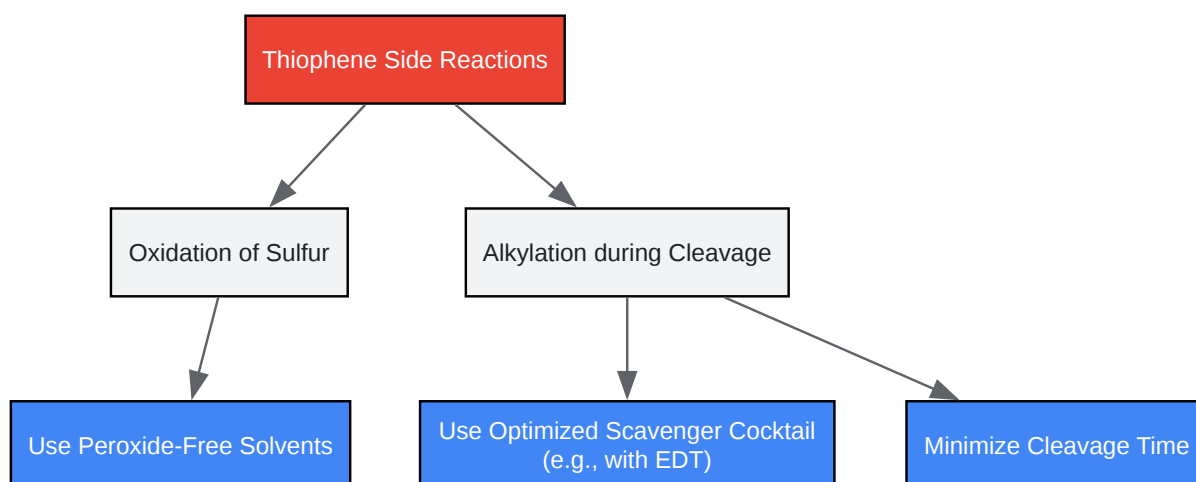 Thiophene Side Reactions
Oxidation of Sulfur
Alkylation during Cleavage
Use Peroxide-Free Solvents
Use Optimized Scavenger Cocktail
(e.g., with EDT)
Minimize Cleavage Time